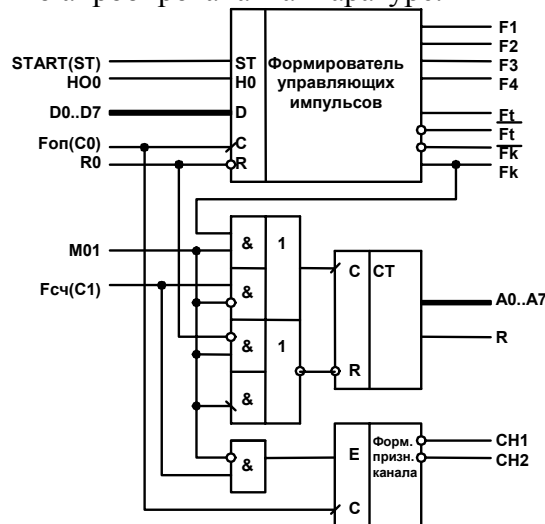 START(ST)
HO0
D0..D7
Fоп(C0)
R0
M01
Fсч(C1)
ST
H0
D
C
R
Формирователь
управляющих
импульсов
F1
F2
F3
F4
Ft
Ft
Fk
Fk
&
1
&
&
1
&
C
CT
R
A0..A7
R
&
E
C
Форм.
призн.
канала
CH1
CH2